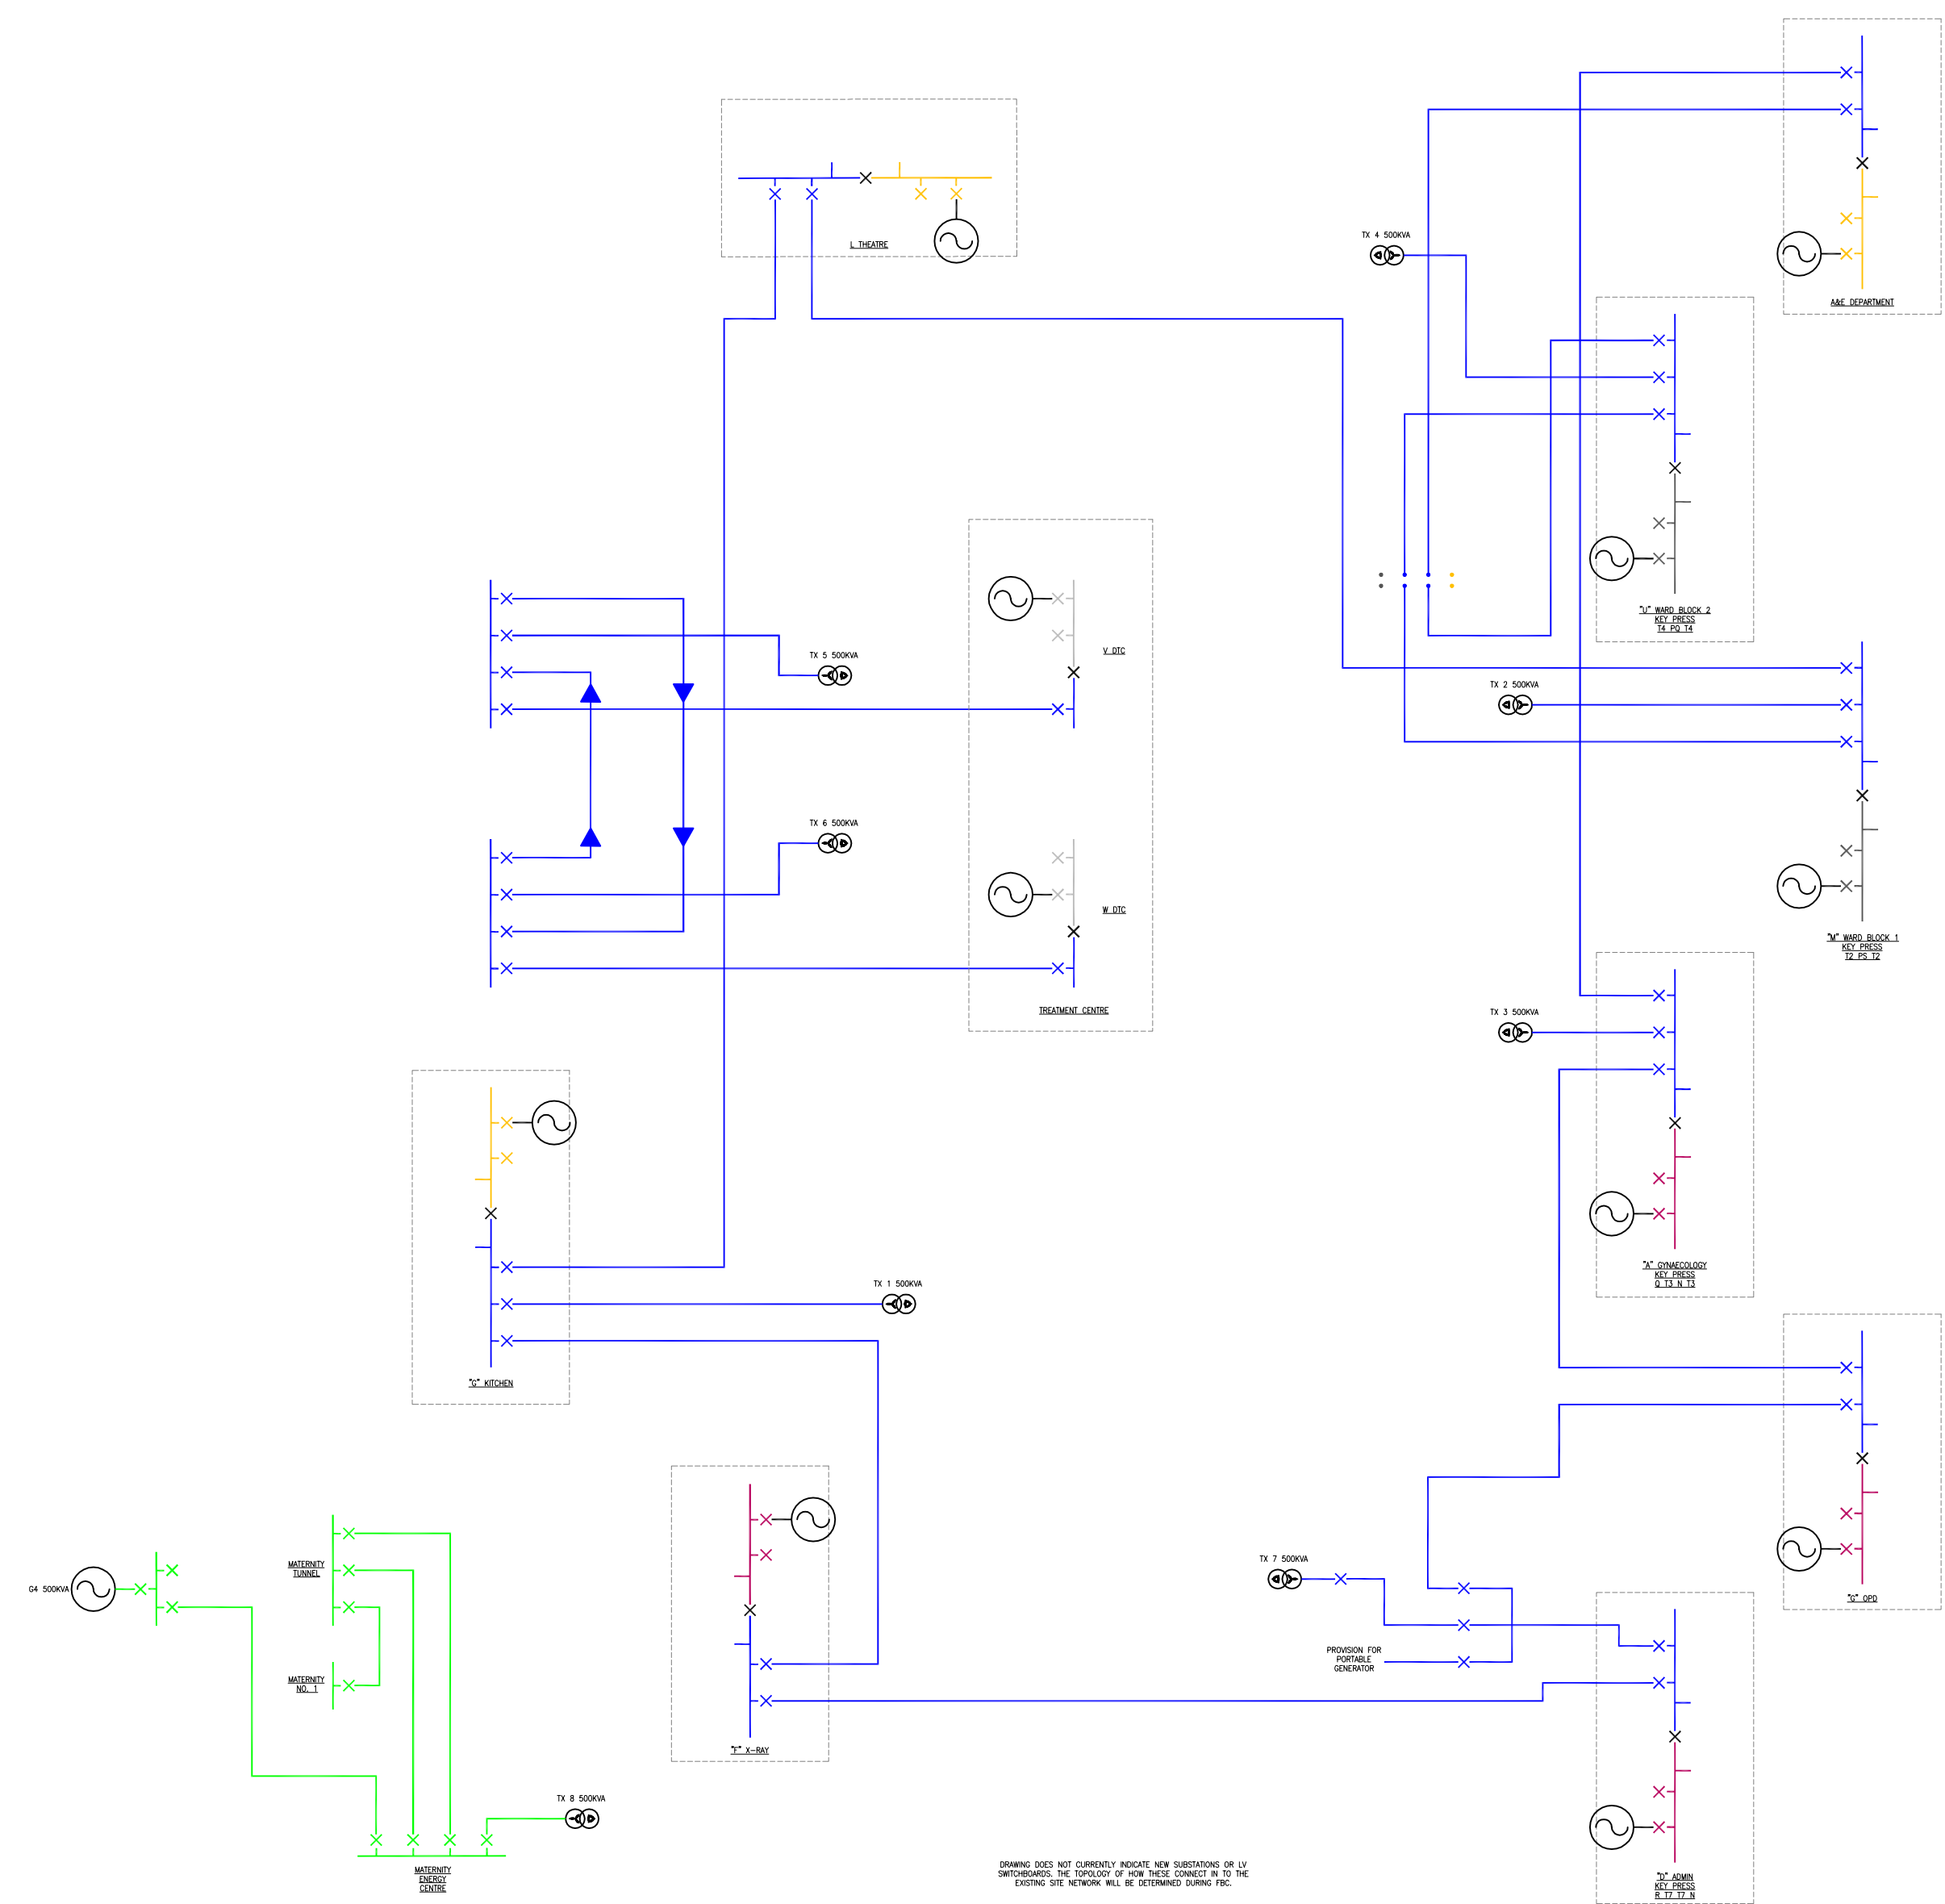 L THEATRE
TX 4 500KVA
A&E DEPARTMENT
"U" WARD BLOCK 2
KEY PRESS
T4 PQ T4
TX 5 500KVA
V DTC
TX 2 500KVA
TX 6 500KVA
W DTC
"M" WARD BLOCK 1
KEY PRESS
T2 PS T2
TREATMENT CENTRE
TX 3 500KVA
"A" GYNAECOLOGY
KEY PRESS
Q T3 N T3
TX 1 500KVA
"G" KITCHEN
MATERNITY
TUNNEL
G4 500KVA
TX 7 500KVA
"G" OPD
PROVISION FOR
PORTABLE
GENERATOR
MATERNITY
NO. 1
"F" X-RAY
TX 8 500KVA
MATERNITY
ENERGY
CENTRE
DRAWING DOES NOT CURRENTLY INDICATE NEW SUBSTATIONS OR LV
SWITCHBOARDS. THE TOPOLOGY OF HOW THESE CONNECT IN TO THE
EXISTING SITE NETWORK WILL BE DETERMINED DURING FBC.
"D" ADMIN
KEY PRESS
R T7 T7 N